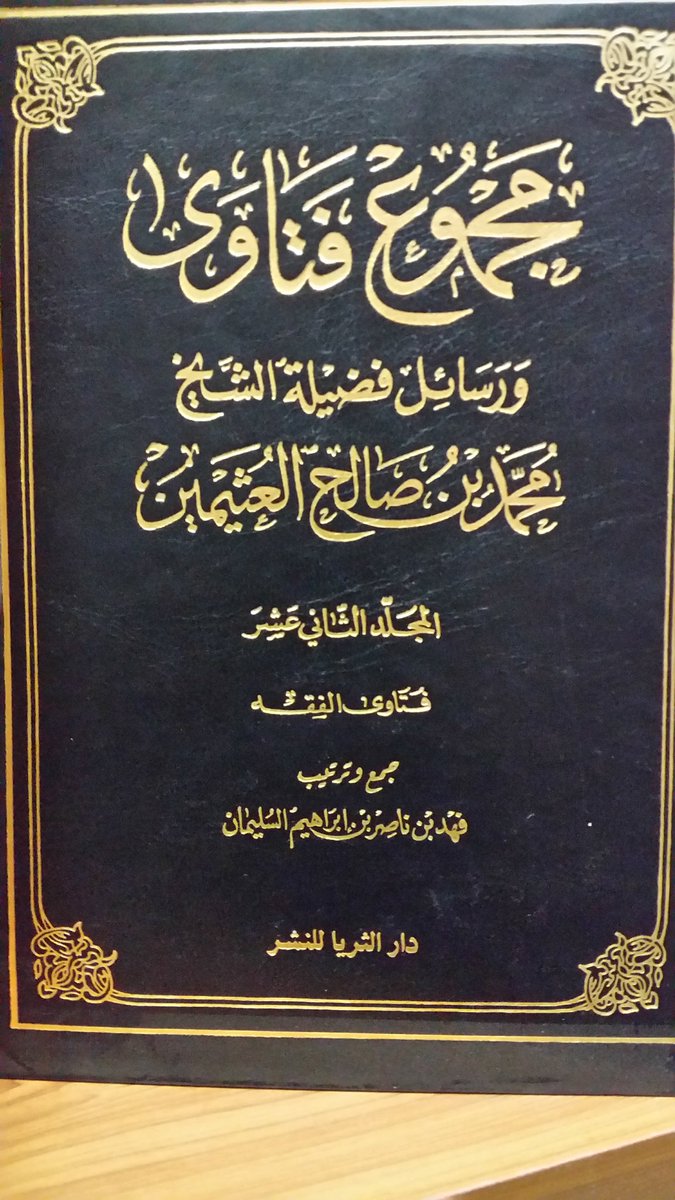 مجموع فتاوى
ورسائل فضيلة الشيخ
محمد بن صالح العثيمين
المجلد الثاني عشر
فتاوى الفقه
جمع وترتيب
فهد بن ناصر بن إبراهيم السليمان
دار الثريا للنشر